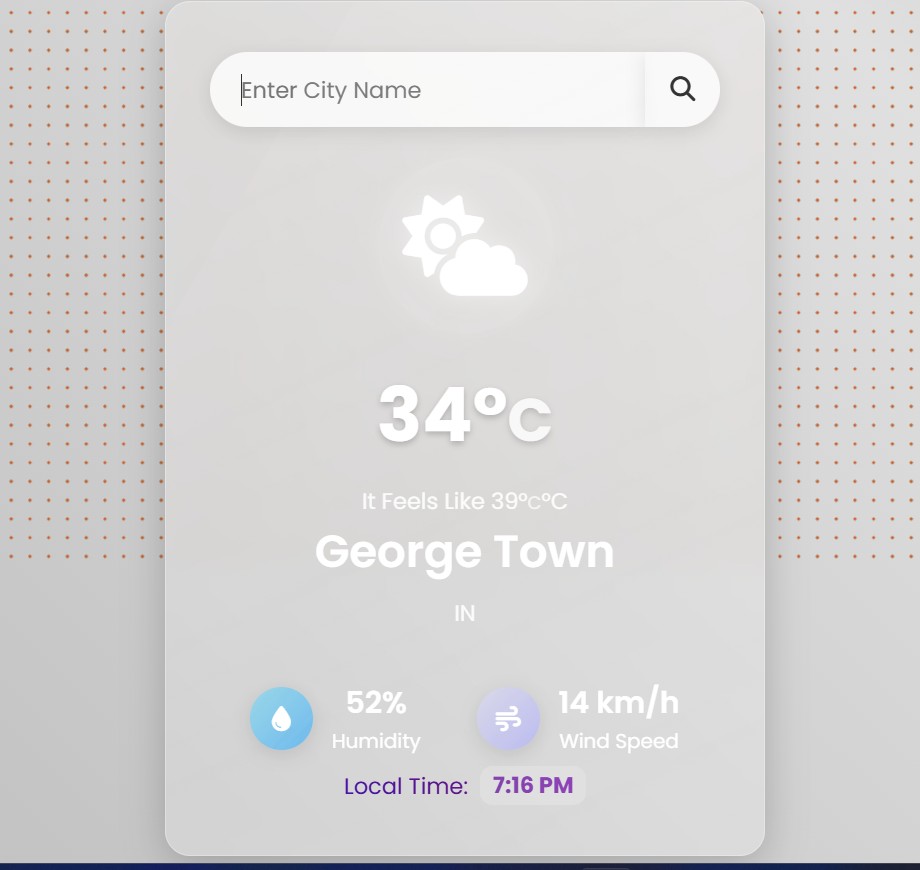 Enter City Name
34°C
It Feels Like 39°C°C
George Town
IN
52%
Humidity
14 km/h
Wind Speed
Local Time: 7:16 PM